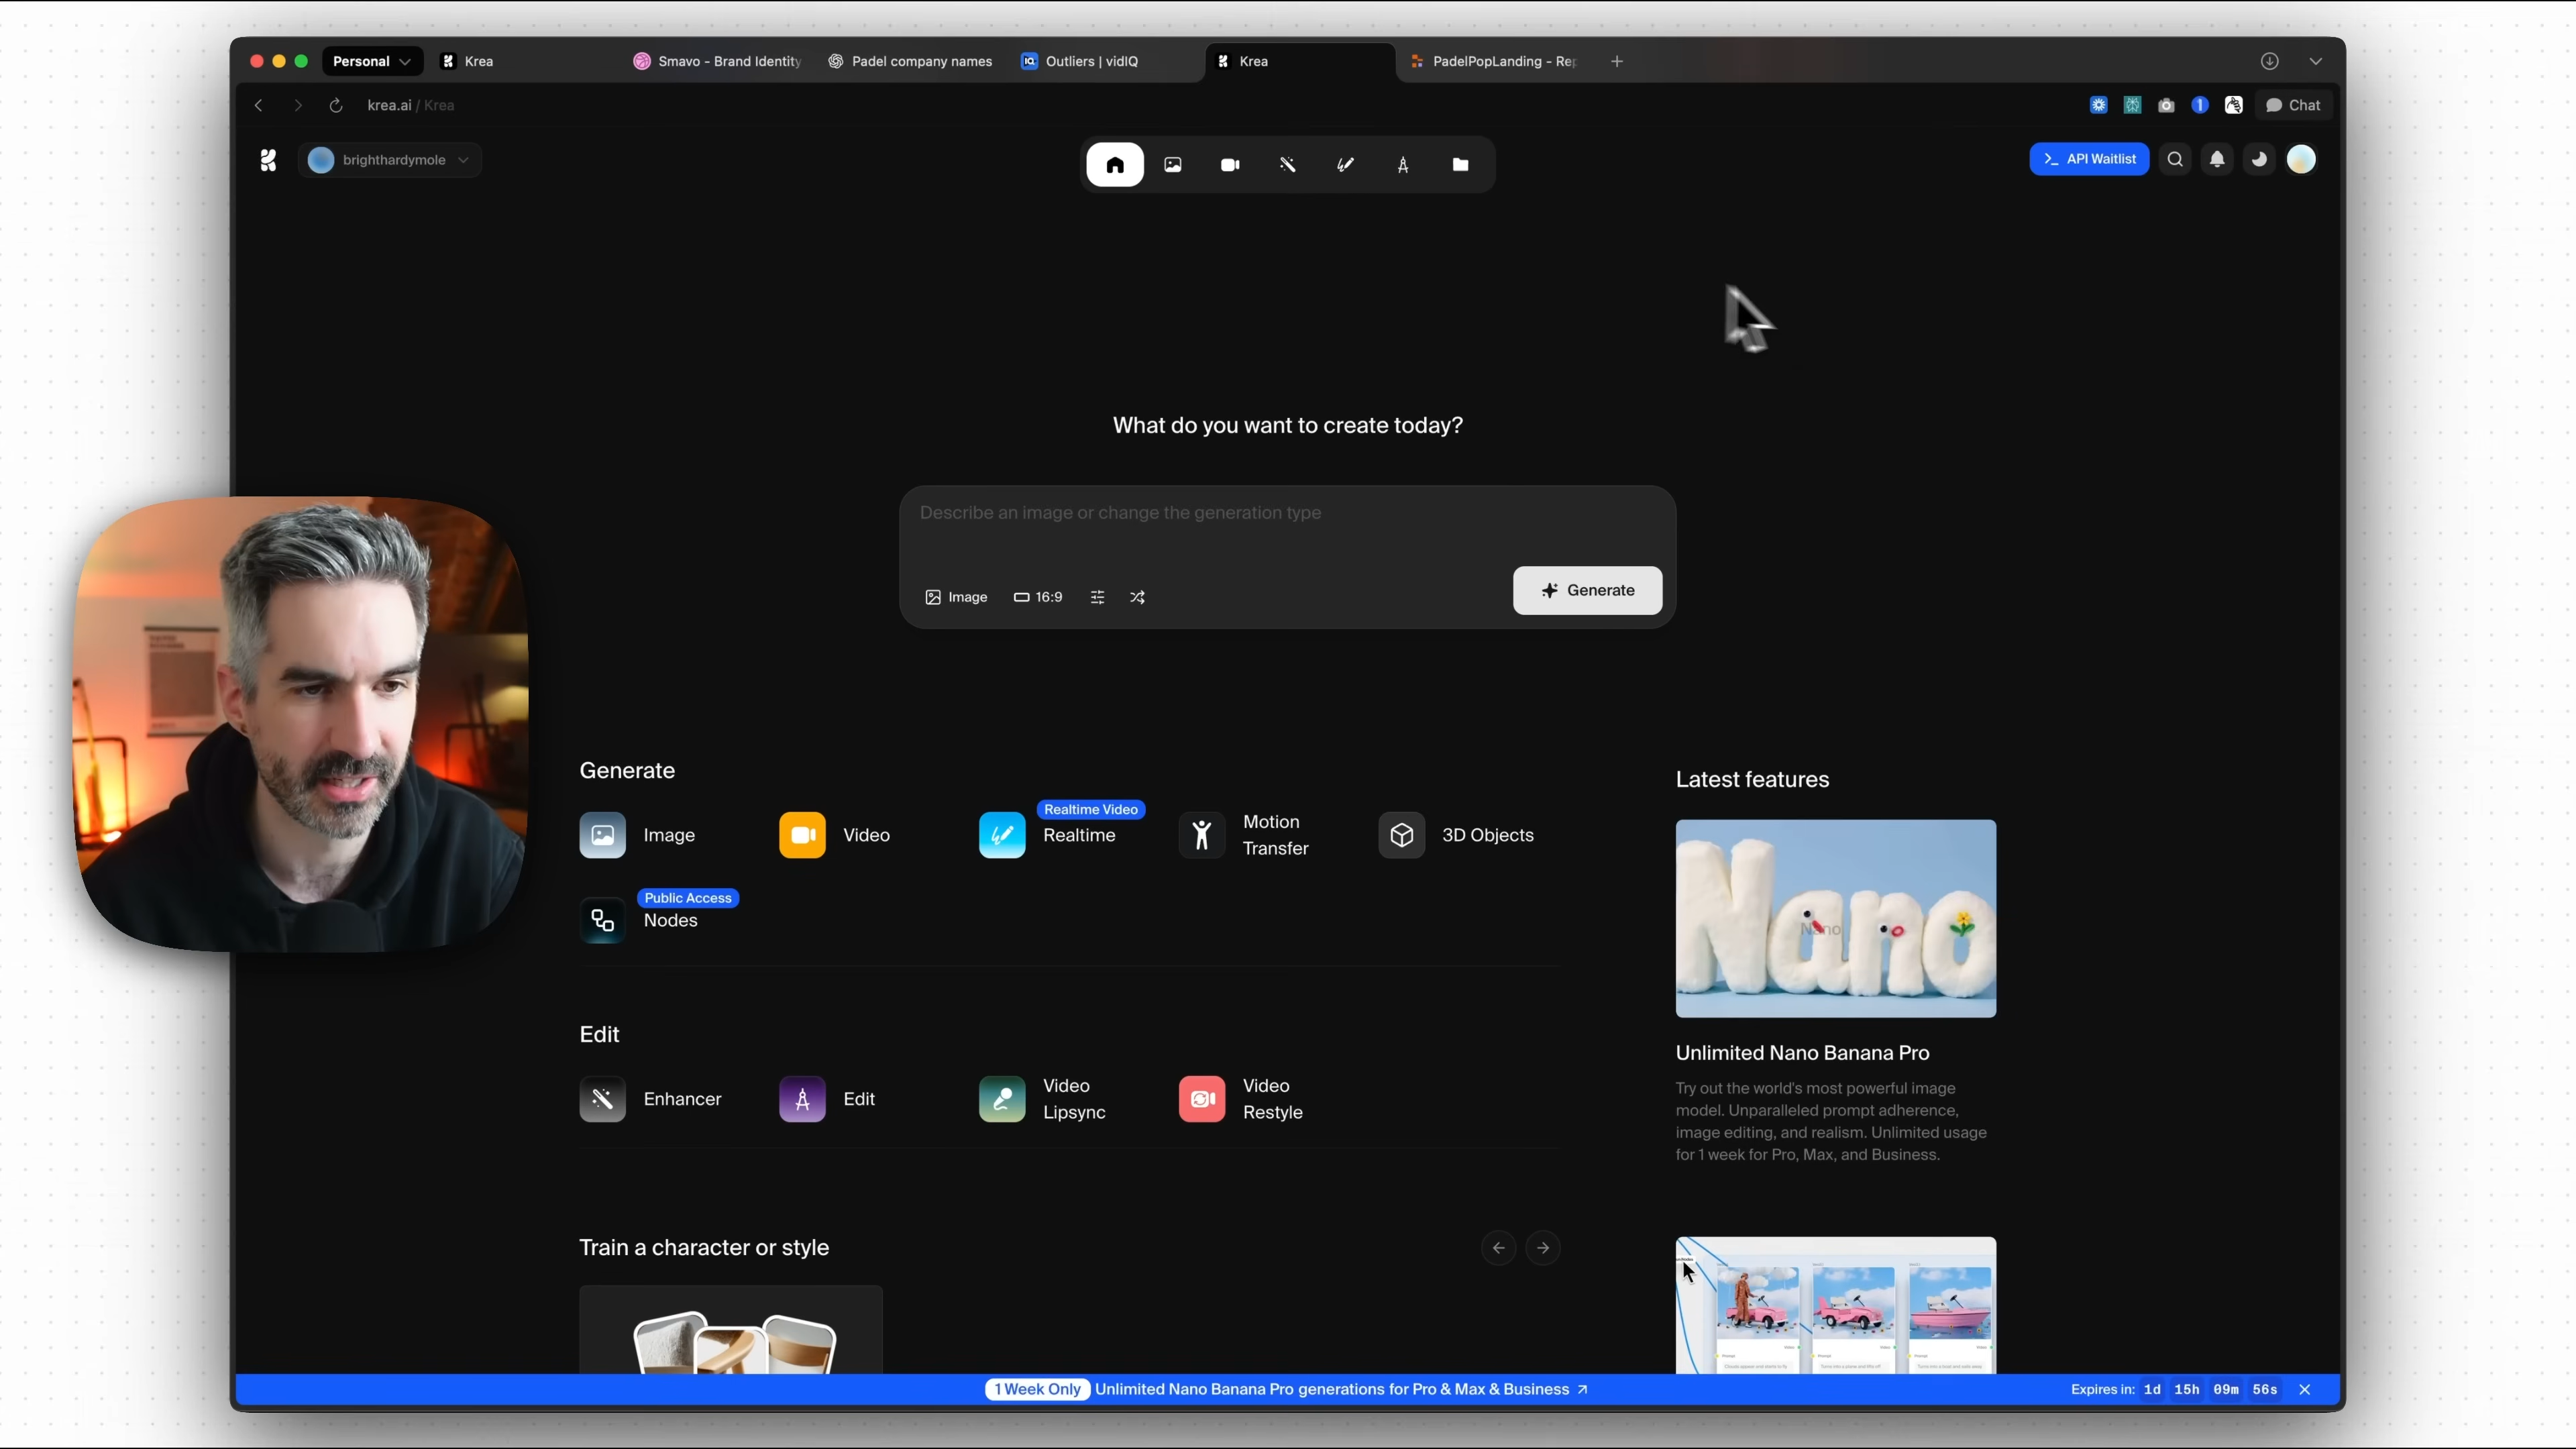 Personal
Krea
Smavo - Brand Identity
Padel company names
Outliers | vidIQ
Krea
PadelPopLanding - Rep
krea.ai / Krea
Chat
brighthardymole
API Waitlist
What do you want to create today?
Describe an image or change the generation type
Image
16:9
Generate
Generate
Latest features
Image
Video
Realtime Video
Realtime
Motion
Transfer
3D Objects
Public Access
Nodes
Nano
Nano
Edit
Unlimited Nano Banana Pro
Try out the world's most powerful image
model. Unparalleled prompt adherence,
image editing, and realism. Unlimited usage
for 1 week for Pro, Max, and Business.
Enhancer
Edit
Video
Lipsync
Video
Restyle
Train a character or style
1 Week Only Unlimited Nano Banana Pro generations for Pro & Max & Business
Expires in: 1d 15h 09m 56s